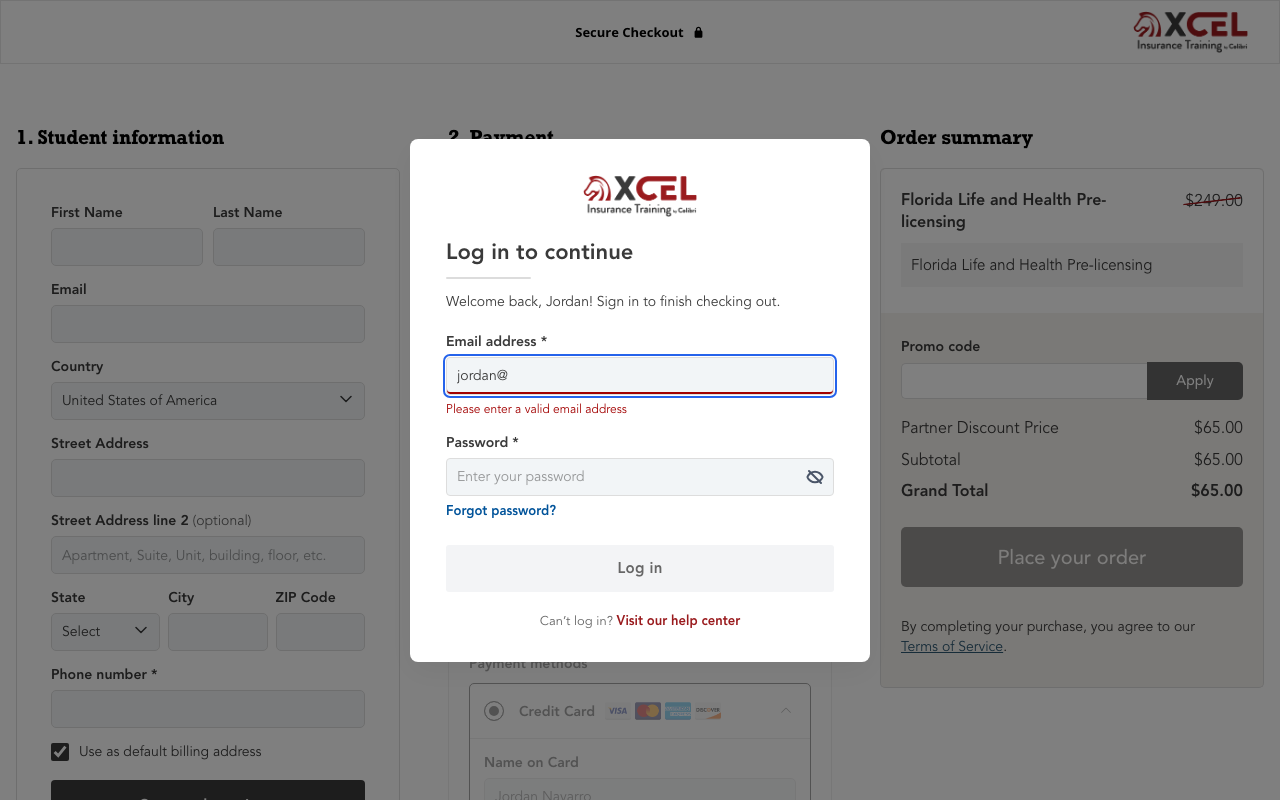 Secure Checkout
XCEL
Insurance Training by Calibri
1. Student information
2. Payment
Order summary
First Name
Last Name
Email
Country
United States of America
Street Address
Street Address line 2 (optional)
Apartment, Suite, Unit, building, floor, etc.
State
City
ZIP Code
Select
Phone number *
Use as default billing address
XCEL
Insurance Training by Calibri
Log in to continue
Welcome back, Jordan! Sign in to finish checking out.
Email address *
jordan@
Please enter a valid email address
Password *
Enter your password
Forgot password?
Log in
Can't log in? Visit our help center
Payment methods
Credit Card
VISA
DISCOVER
Name on Card
Jordan Navarro
Florida Life and Health Pre-
licensing
$249.00
Florida Life and Health Pre-licensing
Promo code
Apply
Partner Discount Price $65.00
Subtotal $65.00
Grand Total $65.00
Place your order
By completing your purchase, you agree to our
Terms of Service.